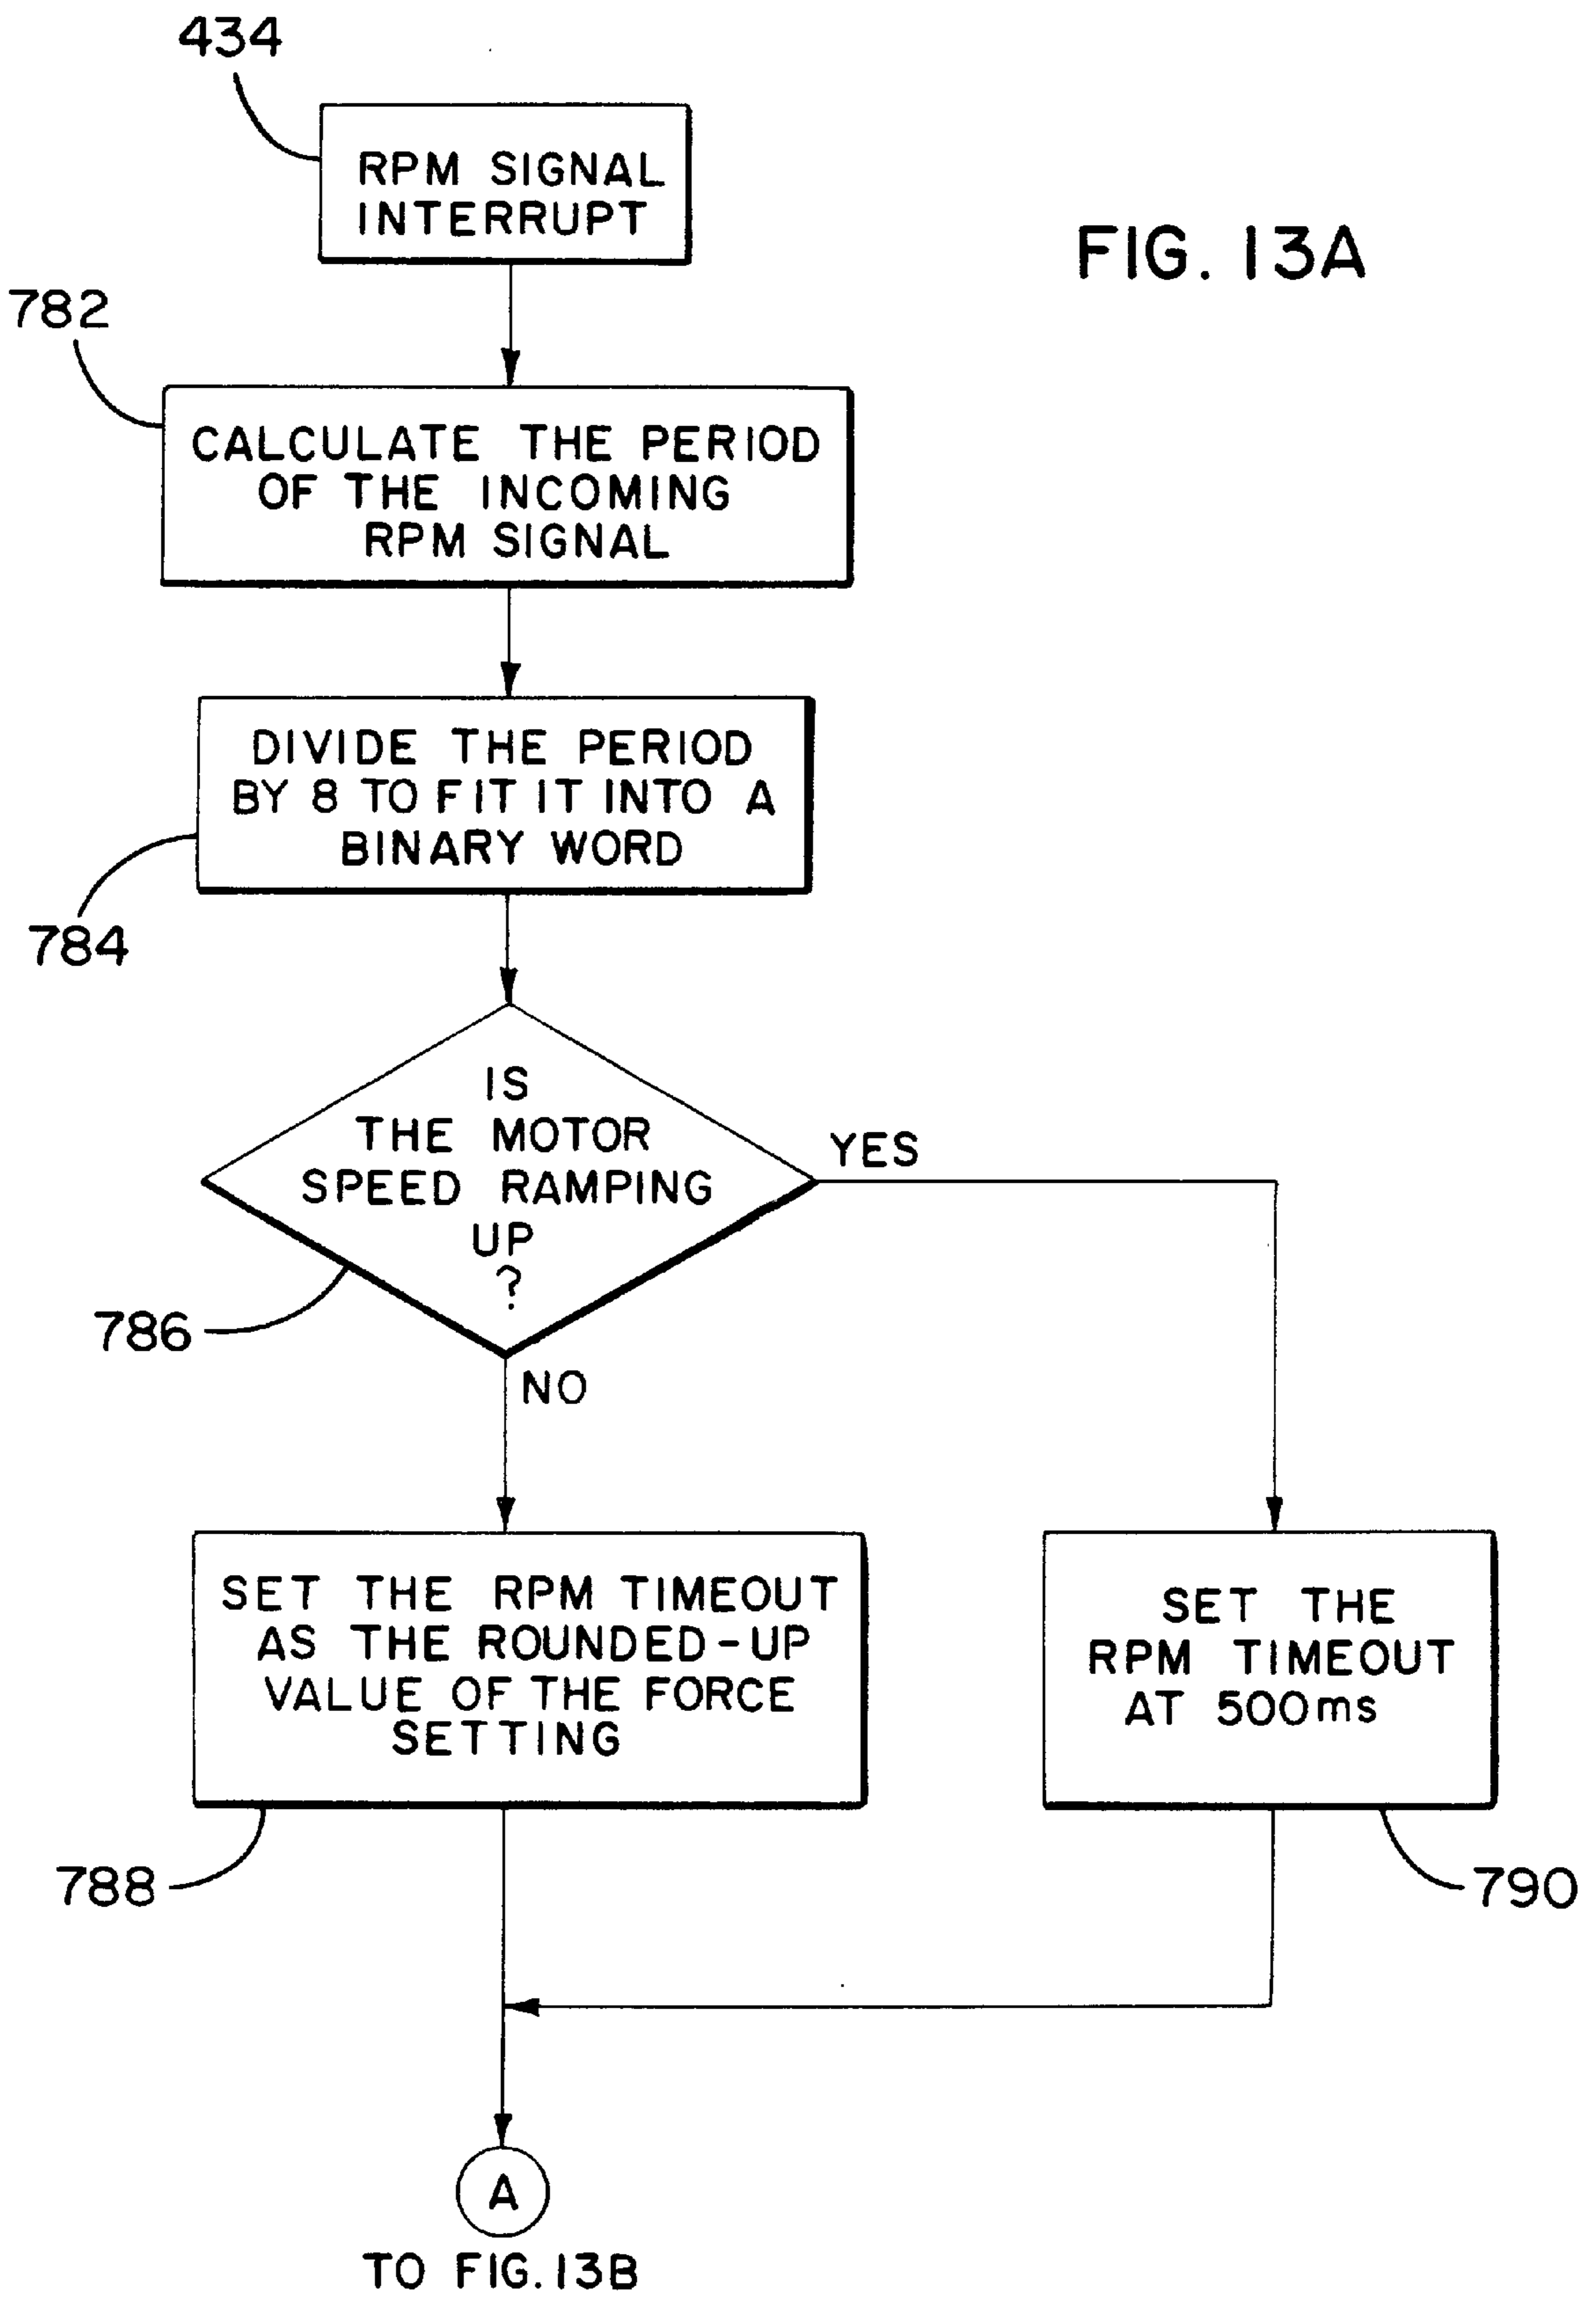 434
RPM SIGNAL
INTERRUPT
FIG. 13A
782
CALCULATE THE PERIOD
OF THE INCOMING
RPM SIGNAL
DIVIDE THE PERIOD
BY 8 TO FIT IT INTO A
BINARY WORD
784
IS
THE MOTOR
SPEED RAMPING
UP
?
YES
786
NO
SET THE RPM TIMEOUT
AS THE ROUNDED-UP
VALUE OF THE FORCE
SETTING
SET THE
RPM TIMEOUT
AT 500ms
788
790
A
TO FIG. 13B